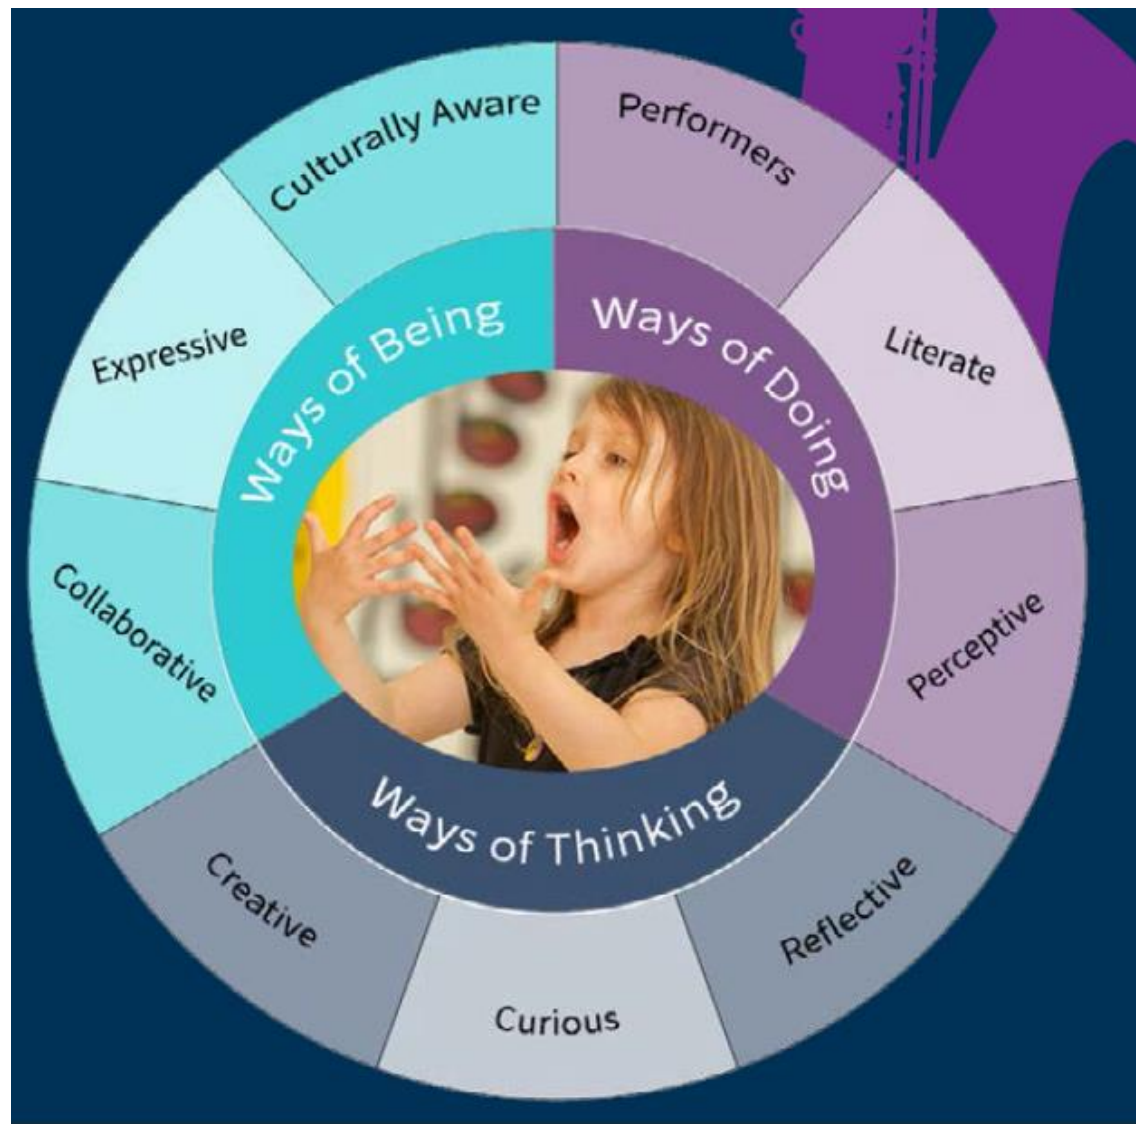 Culturally Aware
Performers
Expressive
Literate
Collaborative
Perceptive
Creative
Curious
Reflective
Ways of Being
Ways of Doing
Ways of Thinking